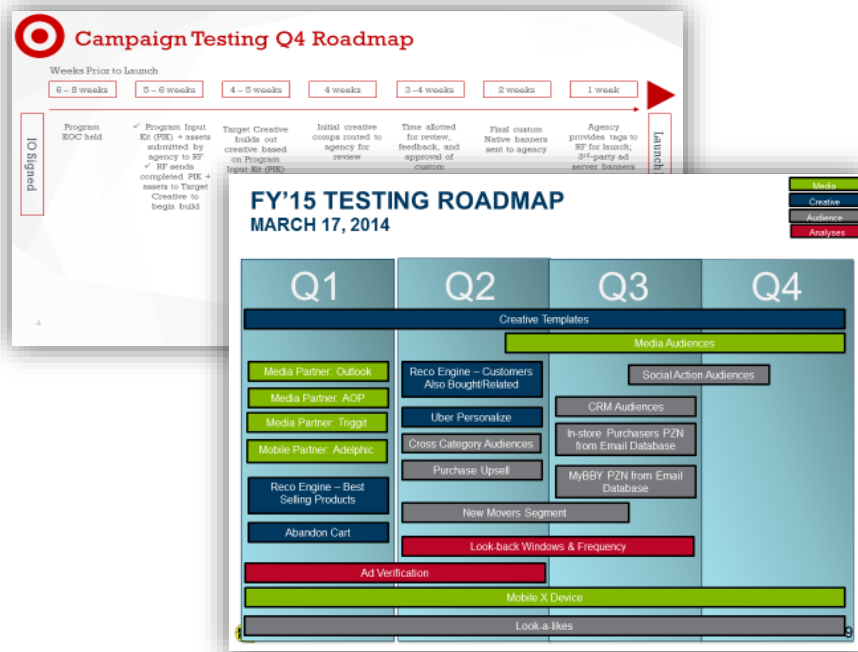 Campaign Testing Q4 Roadmap
Weeks Prior to Launch
6 – 8 weeks
5 – 6 weeks
4 – 5 weeks
4 weeks
3 –4 weeks
2 weeks
1 week
IO Signed
Program
KOC held
✓ Program Input
Kit (PIK) + assets
submitted by
agency to RF
✓ RF sends
completed PIK +
assets to Target
Creative to
begin build
Target Creative
builds out
creative based
on Program
Input Kit (PIK)
Initial creative
comps routed to
agency for
review
Time allotted
for review,
feedback, and
approval of
custom
Final custom
Native banners
sent to agency
Agency
provides tags to
RF for launch;
3rd-party ad
server banners
Launch
4
FY'15 TESTING ROADMAP
MARCH 17, 2014
Media
Creative
Audience
Analyses
Q1
Q2
Q3
Q4
Creative Templates
Media Audiences
Media Partner: Outlook
Media Partner: AOP
Media Partner: Triggit
Mobile Partner: Adelphic
Reco Engine – Best
Selling Products
Abandon Cart
Reco Engine – Customers
Also Bought/Related
Uber Personalize
Cross Category Audiences
Purchase Upsell
Social Action Audiences
CRM Audiences
In-store Purchasers PZN
from Email Database
MyBBY PZN from Email
Database
New Movers Segment
Look-back Windows & Frequency
Ad Verification
Mobile X Device
Look-a-likes
9